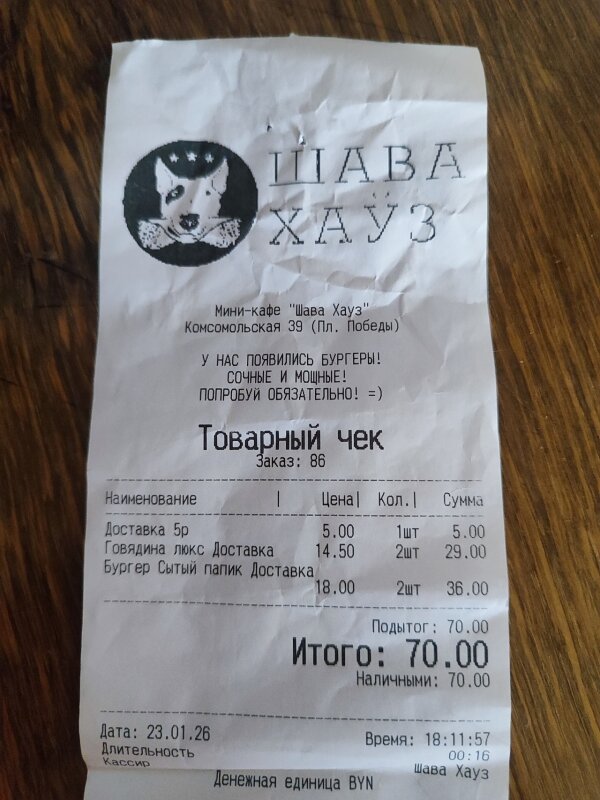 ШАВА
ХАЎЗ
Мини-кафе "Шава Хауз"
Комсомольская 39 (Пл. Победы)
У НАС ПОЯВИЛИСЬ БУРГЕРЫ!
СОЧНЫЕ И МОЩНЫЕ!
ПОПРОБУЙ ОБЯЗАТЕЛЬНО! =)
Товарный чек
Заказ: 86
Наименование | Цена| Кол.| Сумма
Доставка 5р 5.00 1шт 5.00
Говядина люкс Доставка 14.50 2шт 29.00
Бургер Сытый папик Доставка
18.00 2шт 36.00
Подытог: 70.00
Итого: 70.00
Наличными: 70.00
Дата: 23.01.26 Время: 18:11:57
Длительность 00:16
Кассир Шава Хауз
Денежная единица BYN